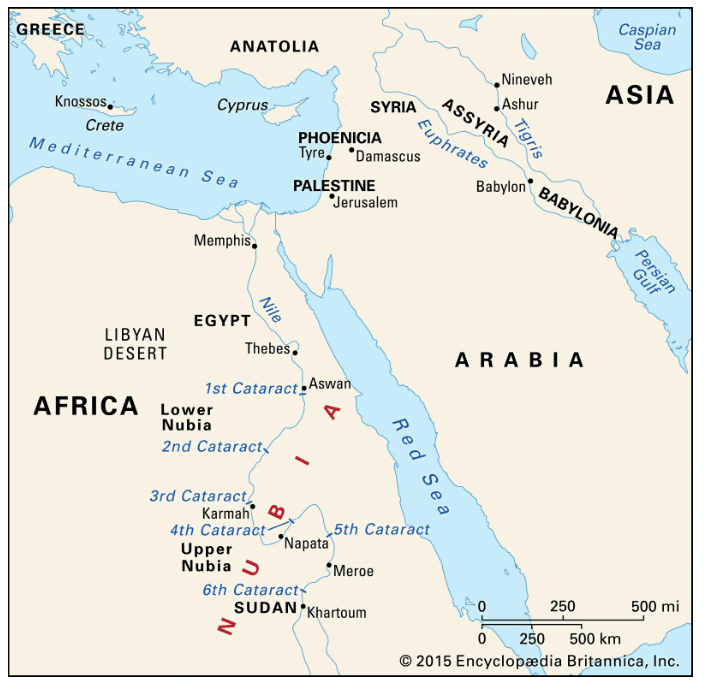 GREECE
ANATOLIA
Caspian
Sea
Nineveh
ASIA
Knossos
Crete
Cyprus
SYRIA
Ashur
ASSYRIA
Tigris
Euphrates
Mediterranean Sea
PHOENICIA
Tyre
Damascus
PALESTINE
Jerusalem
Babylon
BABYLONIA
Memphis
Persian
Gulf
Nile
EGYPT
LIBYAN
DESERT
Thebes
ARABIA
1st Cataract
Aswan
AFRICA
Lower
Nubia
Red Sea
2nd Cataract
3rd Cataract
Karmah
4th Cataract
5th Cataract
Napata
Upper
Nubia
Meroe
6th Cataract
NUBIA
SUDAN
Khartoum
0 250 500 mi
0 250 500 km
© 2015 Encyclopædia Britannica, Inc.